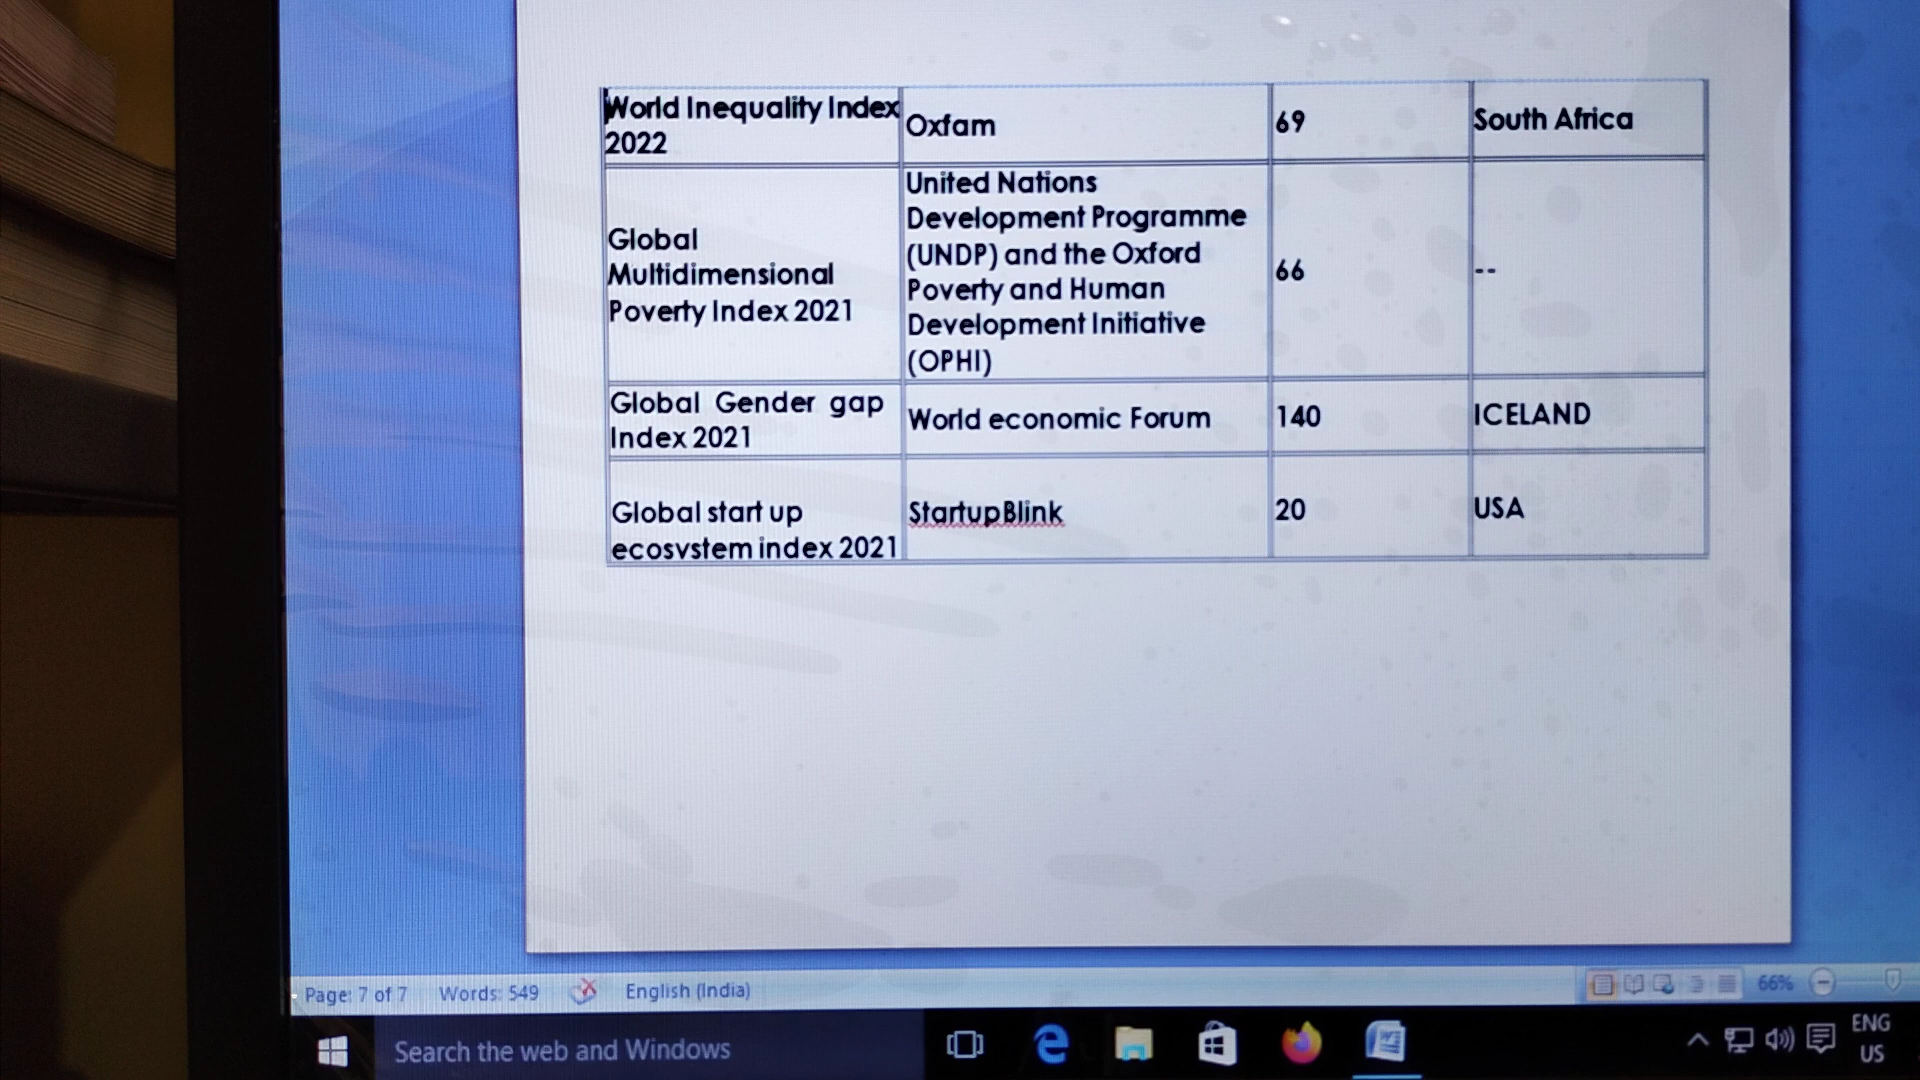 World Inequality Index
2022
Oxfam
69
South Africa
Global
Multidimensional
Poverty Index 2021
United Nations
Development Programme
(UNDP) and the Oxford
Poverty and Human
Development Initiative
(OPHI)
66
--
Global Gender gap
Index 2021
World economic Forum
140
ICELAND
Global start up
ecosystem index 2021
StartupBlink
20
USA
Page: 7 of 7
Words: 549
English (India)
66%
Search the web and Windows
ENG
US